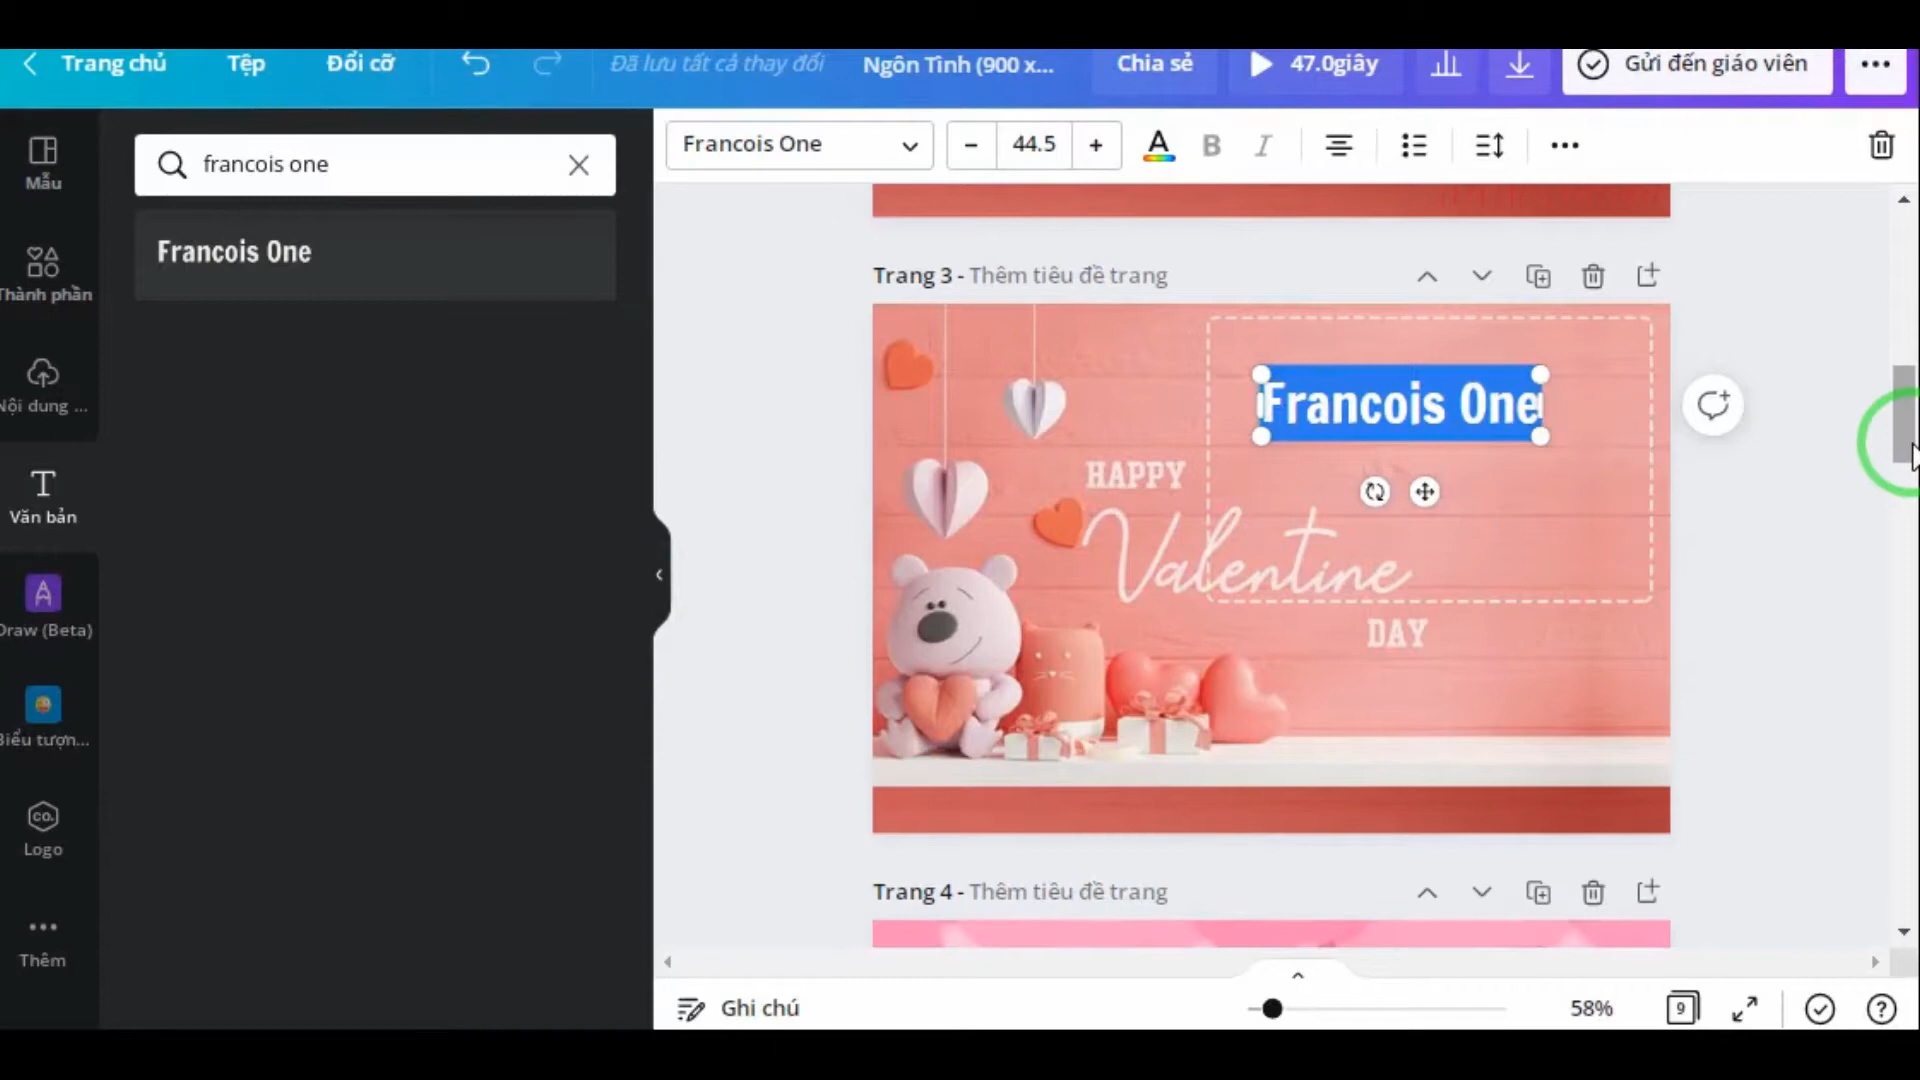 Trang chủ
Tệp
Đổi cỡ
Đã lưu tất cả thay đổi
Ngôn Tình (900 x...
Chia sẻ
47.0giây
Gửi đến giáo viên
Mẫu
Thành phần
Nội dung ...
Văn bản
Draw (Beta)
Biểu tượn...
CO.
Logo
Thêm
francois one
Francois One
Francois One
44.5
A
B
I
Trang 3 - Thêm tiêu đề trang
Francois One
HAPPY
Valentine
DAY
Trang 4 - Thêm tiêu đề trang
Ghi chú
58%
9